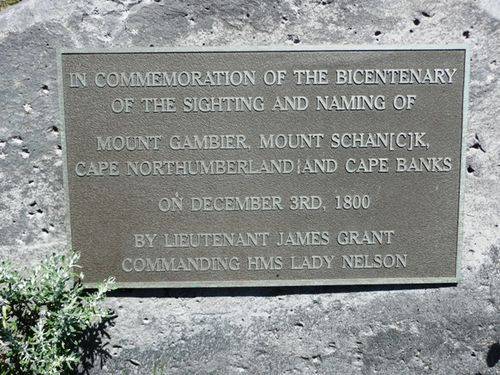 IN COMMEMORATION OF THE BICENTENARY
OF THE SIGHTING AND NAMING OF
MOUNT GAMBIER, MOUNT SCHAN[C]K,
CAPE NORTHUMBERLAND AND CAPE BANKS
ON DECEMBER 3RD, 1800
BY LIEUTENANT JAMES GRANT
COMMANDING HMS LADY NELSON